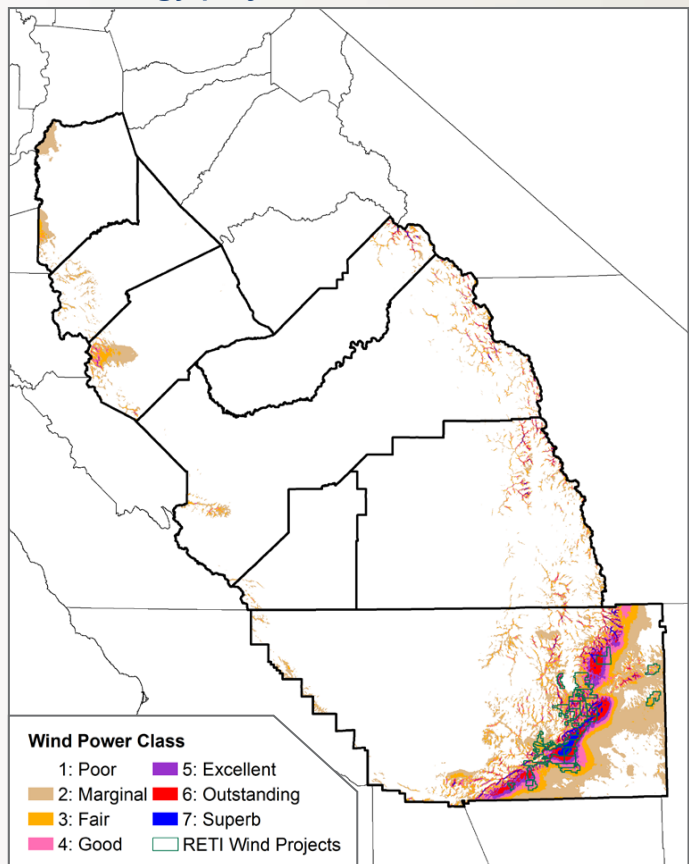 Wind Power Class
1: Poor
5: Excellent
2: Marginal
6: Outstanding
3: Fair
7: Superb
4: Good
RETI Wind Projects